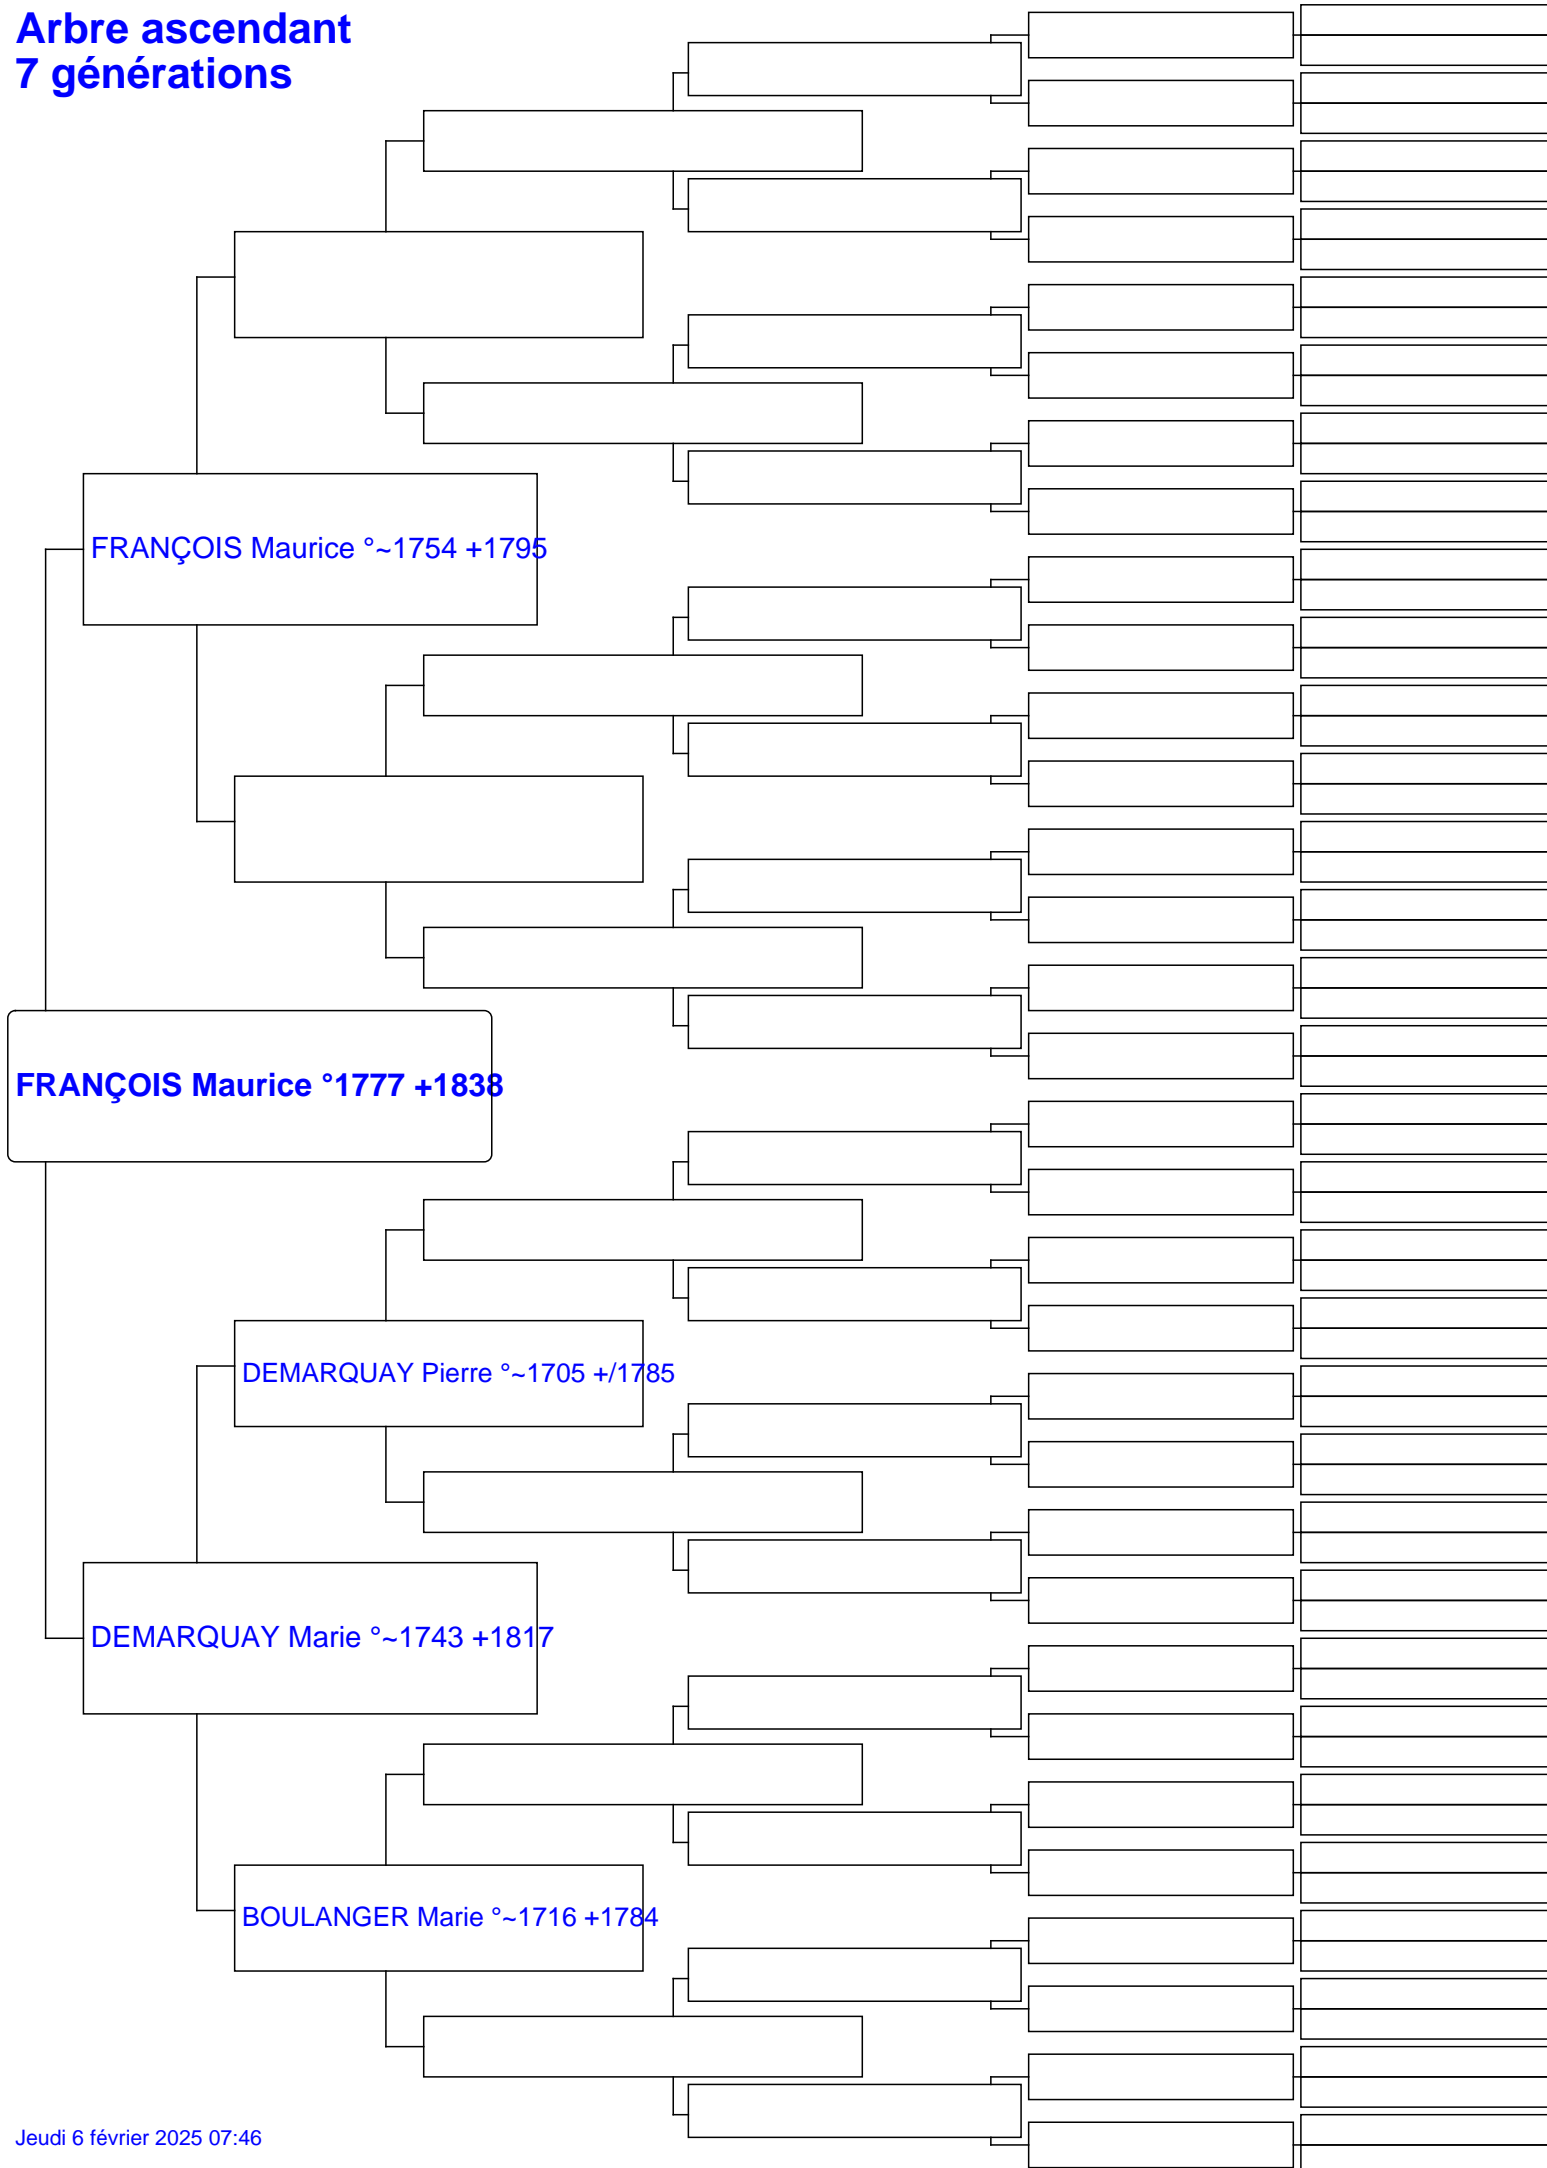 Arbre ascendant
7 générations
FRANÇOIS Maurice °~1754 +1795
FRANÇOIS Maurice °1777 +1838
DEMARQUAY Pierre °~1705 +/1785
DEMARQUAY Marie °~1743 +1817
BOULANGER Marie °~1716 +1784
Jeudi 6 février 2025 07:46